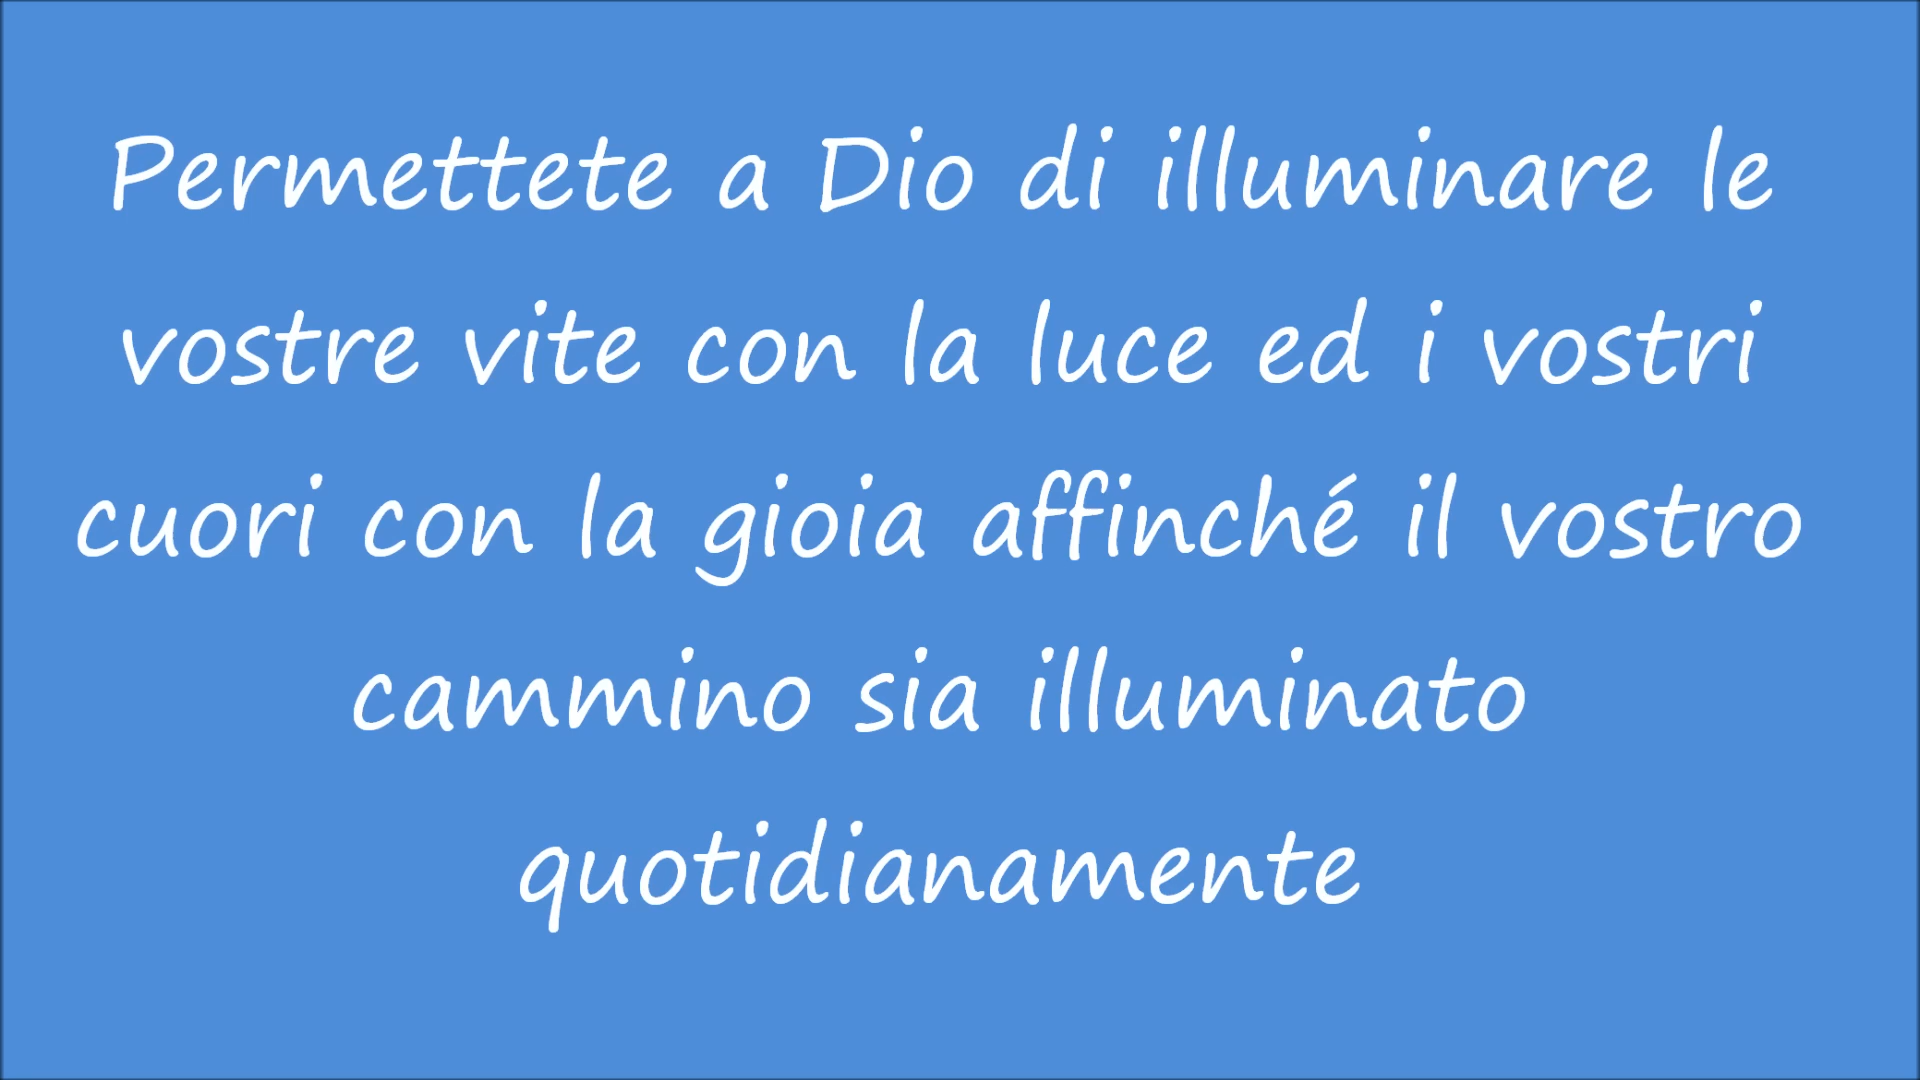 Permettete a Dio di illuminare le
vostre vite con la luce ed i vostri
cuori con la gioia affinché il vostro
cammino sia illuminato
quotidianamente